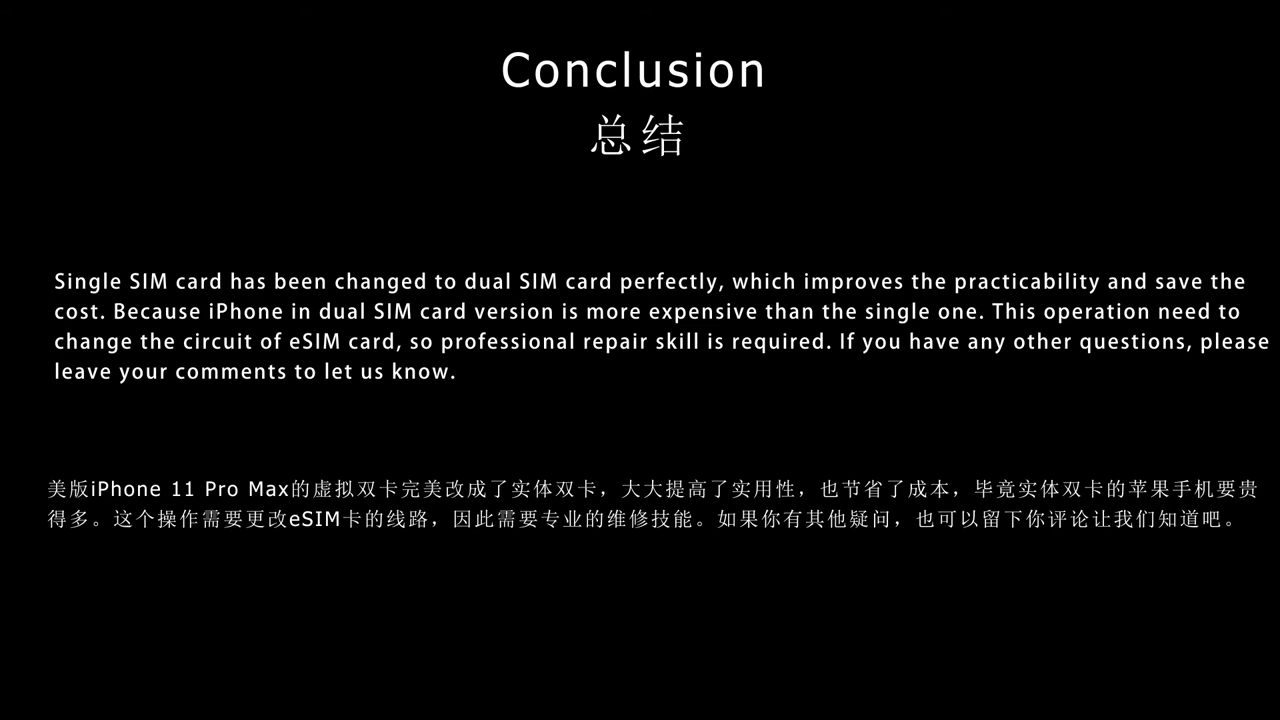 Conclusion
总结
Single SIM card has been changed to dual SIM card perfectly, which improves the practicability and save the
cost. Because iPhone in dual SIM card version is more expensive than the single one. This operation need to
change the circuit of eSIM card, so professional repair skill is required. If you have any other questions, please
leave your comments to let us know.
美版iPhone 11 Pro Max的虚拟双卡完美改成了实体双卡，大大提高了实用性，也节省了成本，毕竟实体双卡的苹果手机要贵
得多。这个操作需要更改eSIM卡的线路，因此需要专业的维修技能。如果你有其他疑问，也可以留下你评论让我们知道吧。